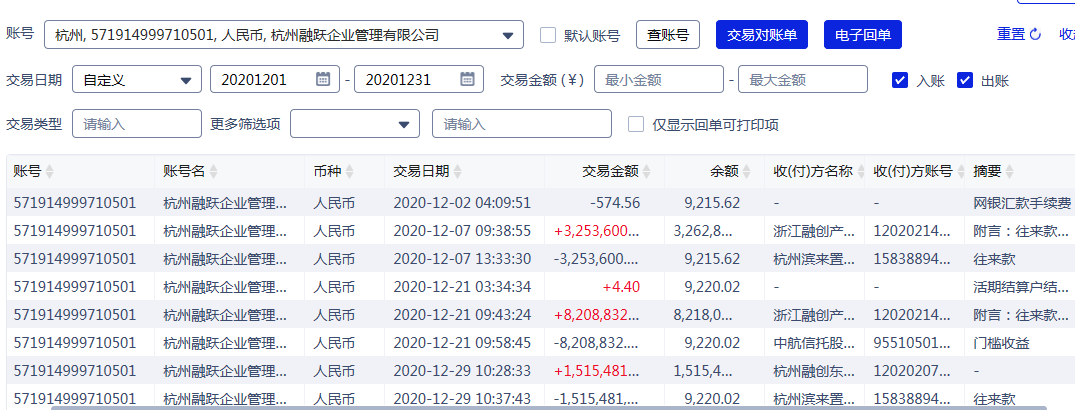 账号 杭州, 571914999710501, 人民币, 杭州融跃企业管理有限公司 默认账号 查账号 交易对账单 电子回单 重置
交易日期 自定义 20201201 - 20201231 交易金额 (¥) 最小金额 - 最大金额 入账 出账
交易类型 请输入 更多筛选项 请输入 仅显示回单可打印项
账号 账号名 币种 交易日期 交易金额 余额 收(付)方名称 收(付)方账号 摘要
571914999710501 杭州融跃企业管理... 人民币 2020-12-02 04:09:51 -574.56 9,215.62 - - 网银汇款手续费
571914999710501 杭州融跃企业管理... 人民币 2020-12-07 09:38:55 +3,253,600.... 3,262,8... 浙江融创产... 12020214... 附言：往来款...
571914999710501 杭州融跃企业管理... 人民币 2020-12-07 13:33:30 -3,253,600.... 9,215.62 杭州滨来置... 15838894... 往来款
571914999710501 杭州融跃企业管理... 人民币 2020-12-21 03:34:34 +4.40 9,220.02 - - 活期结算户结...
571914999710501 杭州融跃企业管理... 人民币 2020-12-21 09:43:24 +8,208,832.... 8,218,0... 浙江融创产... 12020214... 附言：往来款...
571914999710501 杭州融跃企业管理... 人民币 2020-12-21 09:58:45 -8,208,832.... 9,220.02 中航信托股... 95510501... 门槛收益
571914999710501 杭州融跃企业管理... 人民币 2020-12-29 10:28:33 +1,515,481.... 1,515,4... 杭州融创东... 12020207... -
571914999710501 杭州融跃企业管理... 人民币 2020-12-29 10:37:43 -1,515,481.... 9,220.02 杭州滨来置... 15838894... 往来款